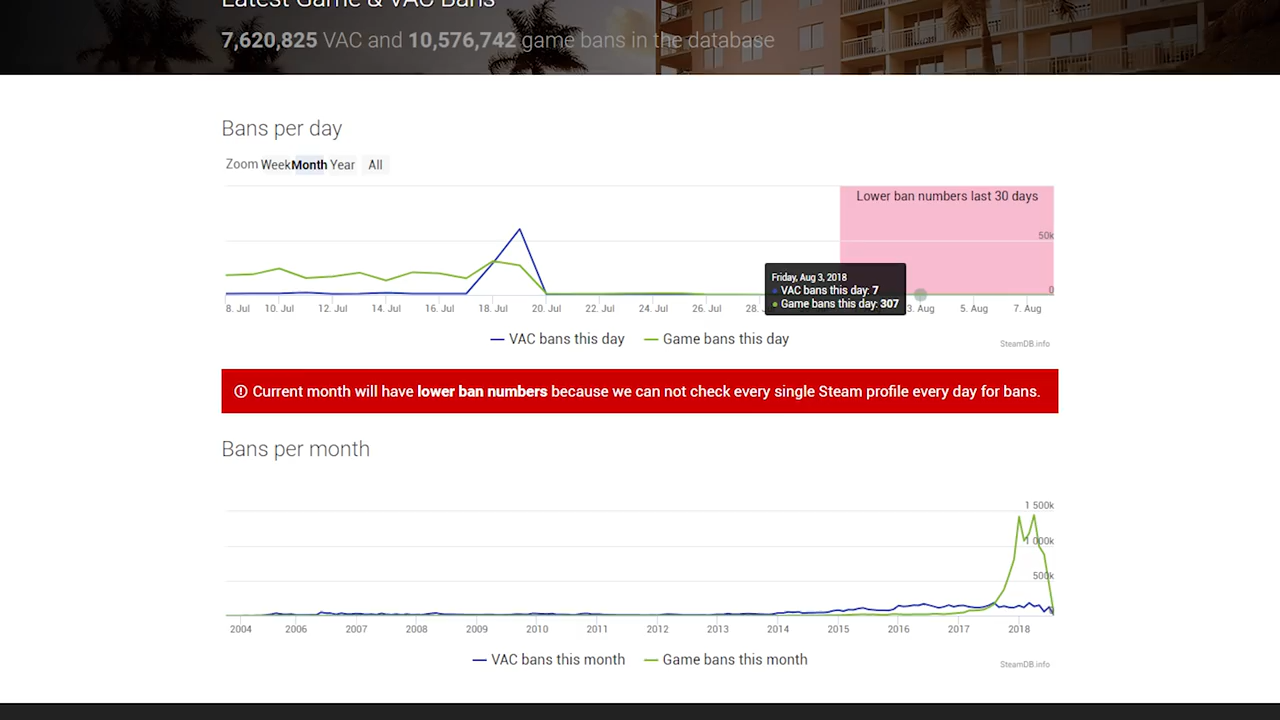 Latest Game & VAC Bans
7,620,825 VAC and 10,576,742 game bans in the database
Bans per day
Zoom Week Month Year All
Lower ban numbers last 30 days
50k
0
Friday, Aug 3, 2018
VAC bans this day: 7
Game bans this day: 307
8. Jul 10. Jul 12. Jul 14. Jul 16. Jul 18. Jul 20. Jul 22. Jul 24. Jul 26. Jul 28. 3. Aug 5. Aug 7. Aug
VAC bans this day Game bans this day
SteamDB.info
Current month will have lower ban numbers because we can not check every single Steam profile every day for bans.
Bans per month
1 500k
1 000k
500k
0
2004 2006 2007 2008 2009 2010 2011 2012 2013 2014 2015 2016 2017 2018
VAC bans this month Game bans this month
SteamDB.info